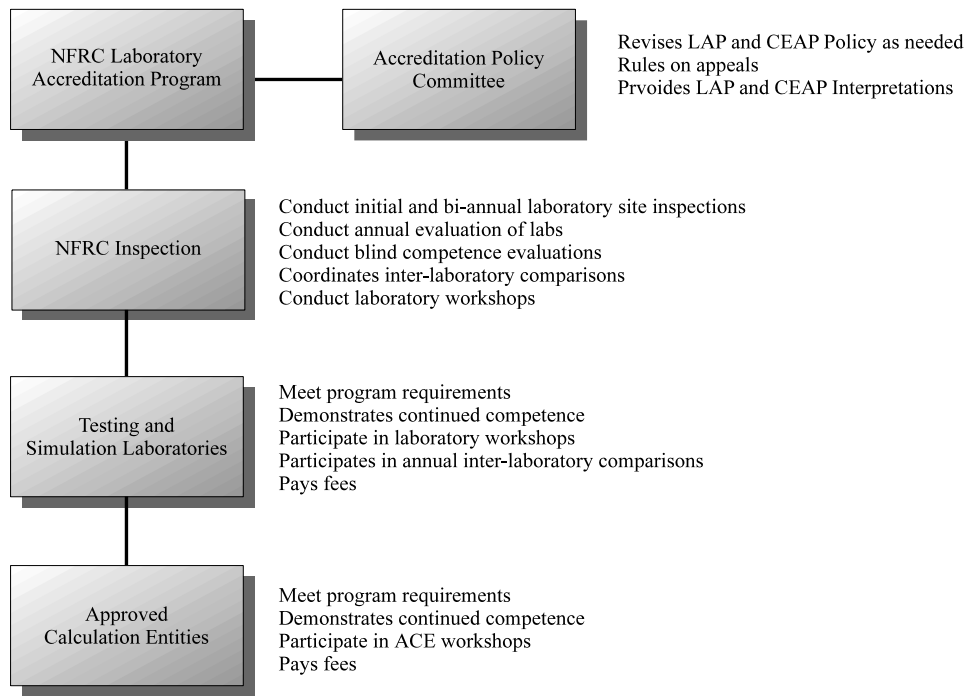 NFRC Laboratory
Accreditation Program
Accreditation Policy
Committee
Revises LAP and CEAP Policy as needed
Rules on appeals
Prvoides LAP and CEAP Interpretations
NFRC Inspection
Conduct initial and bi-annual laboratory site inspections
Conduct annual evaluation of labs
Conduct blind competence evaluations
Coordinates inter-laboratory comparisons
Conduct laboratory workshops
Testing and
Simulation Laboratories
Meet program requirements
Demonstrates continued competence
Participate in laboratory workshops
Participates in annual inter-laboratory comparisons
Pays fees
Approved
Calculation Entities
Meet program requirements
Demonstrates continued competence
Participate in ACE workshops
Pays fees